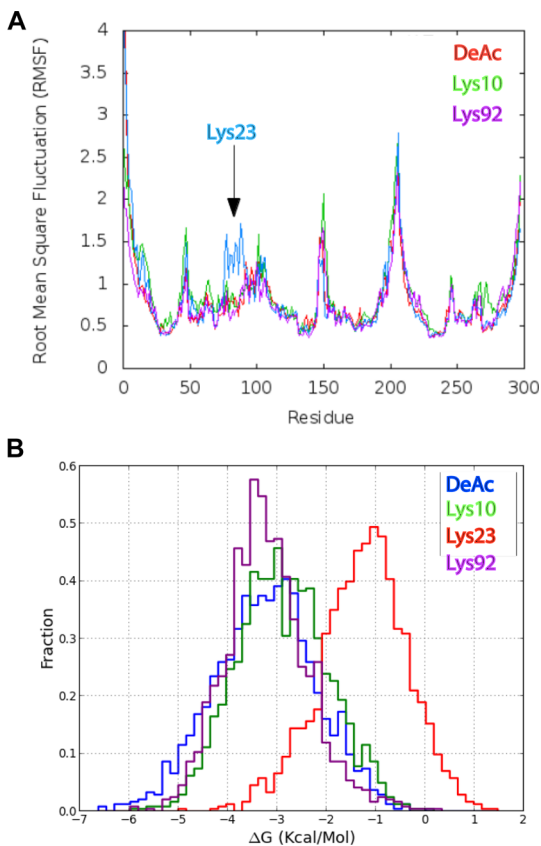 A
Root Mean Square Fluctuation (RMSF)
4
3.5
3
2.5
2
1.5
1
0.5
0
DeAc
Lys10
Lys92
Lys23
0 50 100 150 200 250 300
Residue
B
Fraction
0.6
0.5
0.4
0.3
0.2
0.1
0.0
DeAc
Lys10
Lys23
Lys92
−7 −6 −5 −4 −3 −2 −1 0 1 2
ΔG (Kcal/Mol)